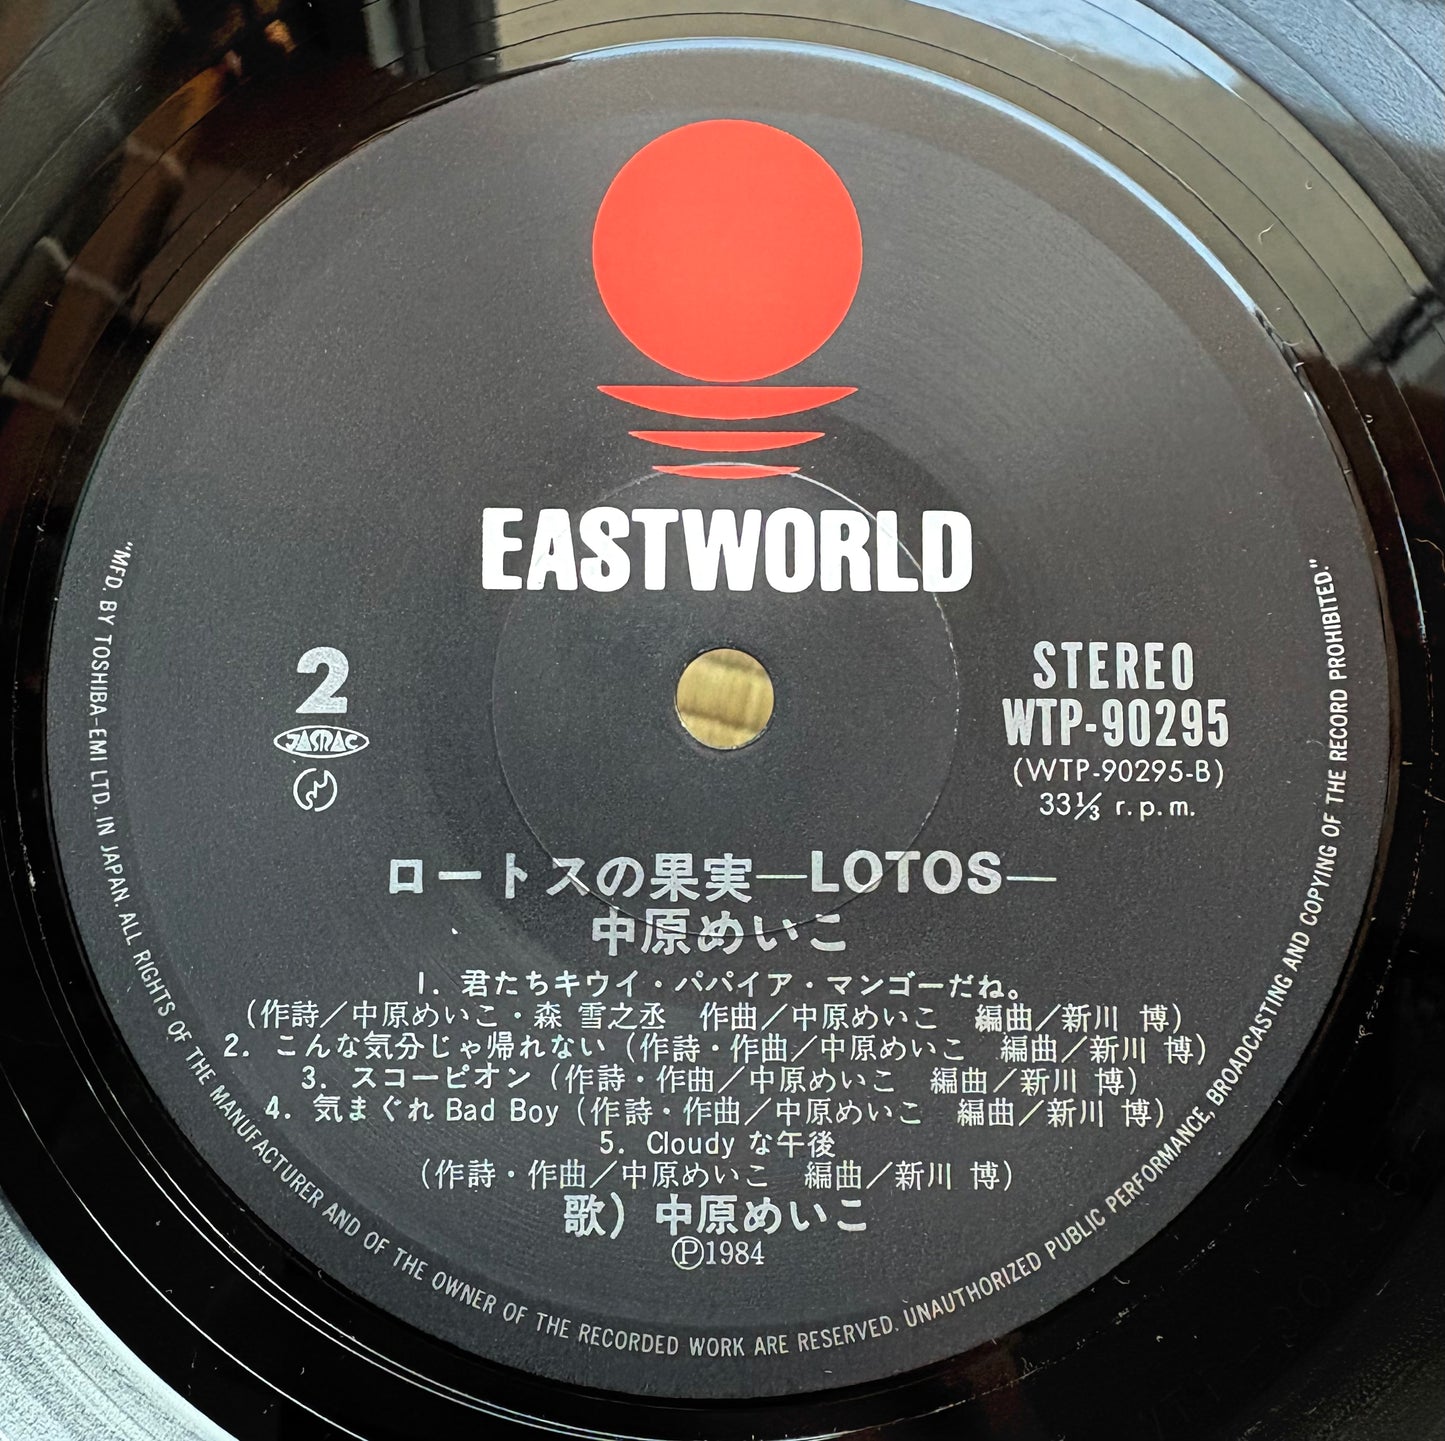 EASTWORLD
2
JASRAC
STEREO
WTP-90295
(WTP-90295-B)
33⅓ r.p.m.
ロートスの果実—LOTOS—
中原めいこ
1. 君たちキウイ・パパイア・マンゴーだね。
(作詩／中原めいこ・森 雪之丞　作曲／中原めいこ　編曲／新川 博)
2. こんな気分じゃ帰れない (作詩・作曲／中原めいこ　編曲／新川 博)
3. スコーピオン (作詩・作曲／中原めいこ　編曲／新川 博)
4. 気まぐれ Bad Boy (作詩・作曲／中原めいこ　編曲／新川 博)
5. Cloudy な午後
(作詩・作曲／中原めいこ　編曲／新川 博)
歌) 中原めいこ
Ⓟ1984
"MFD. BY TOSHIBA-EMI LTD. IN JAPAN. ALL RIGHTS OF THE MANUFACTURER AND OF THE OWNER OF THE RECORDED WORK ARE RESERVED. UNAUTHORIZED PUBLIC PERFORMANCE, BROADCASTING AND COPYING OF THE RECORD PROHIBITED."